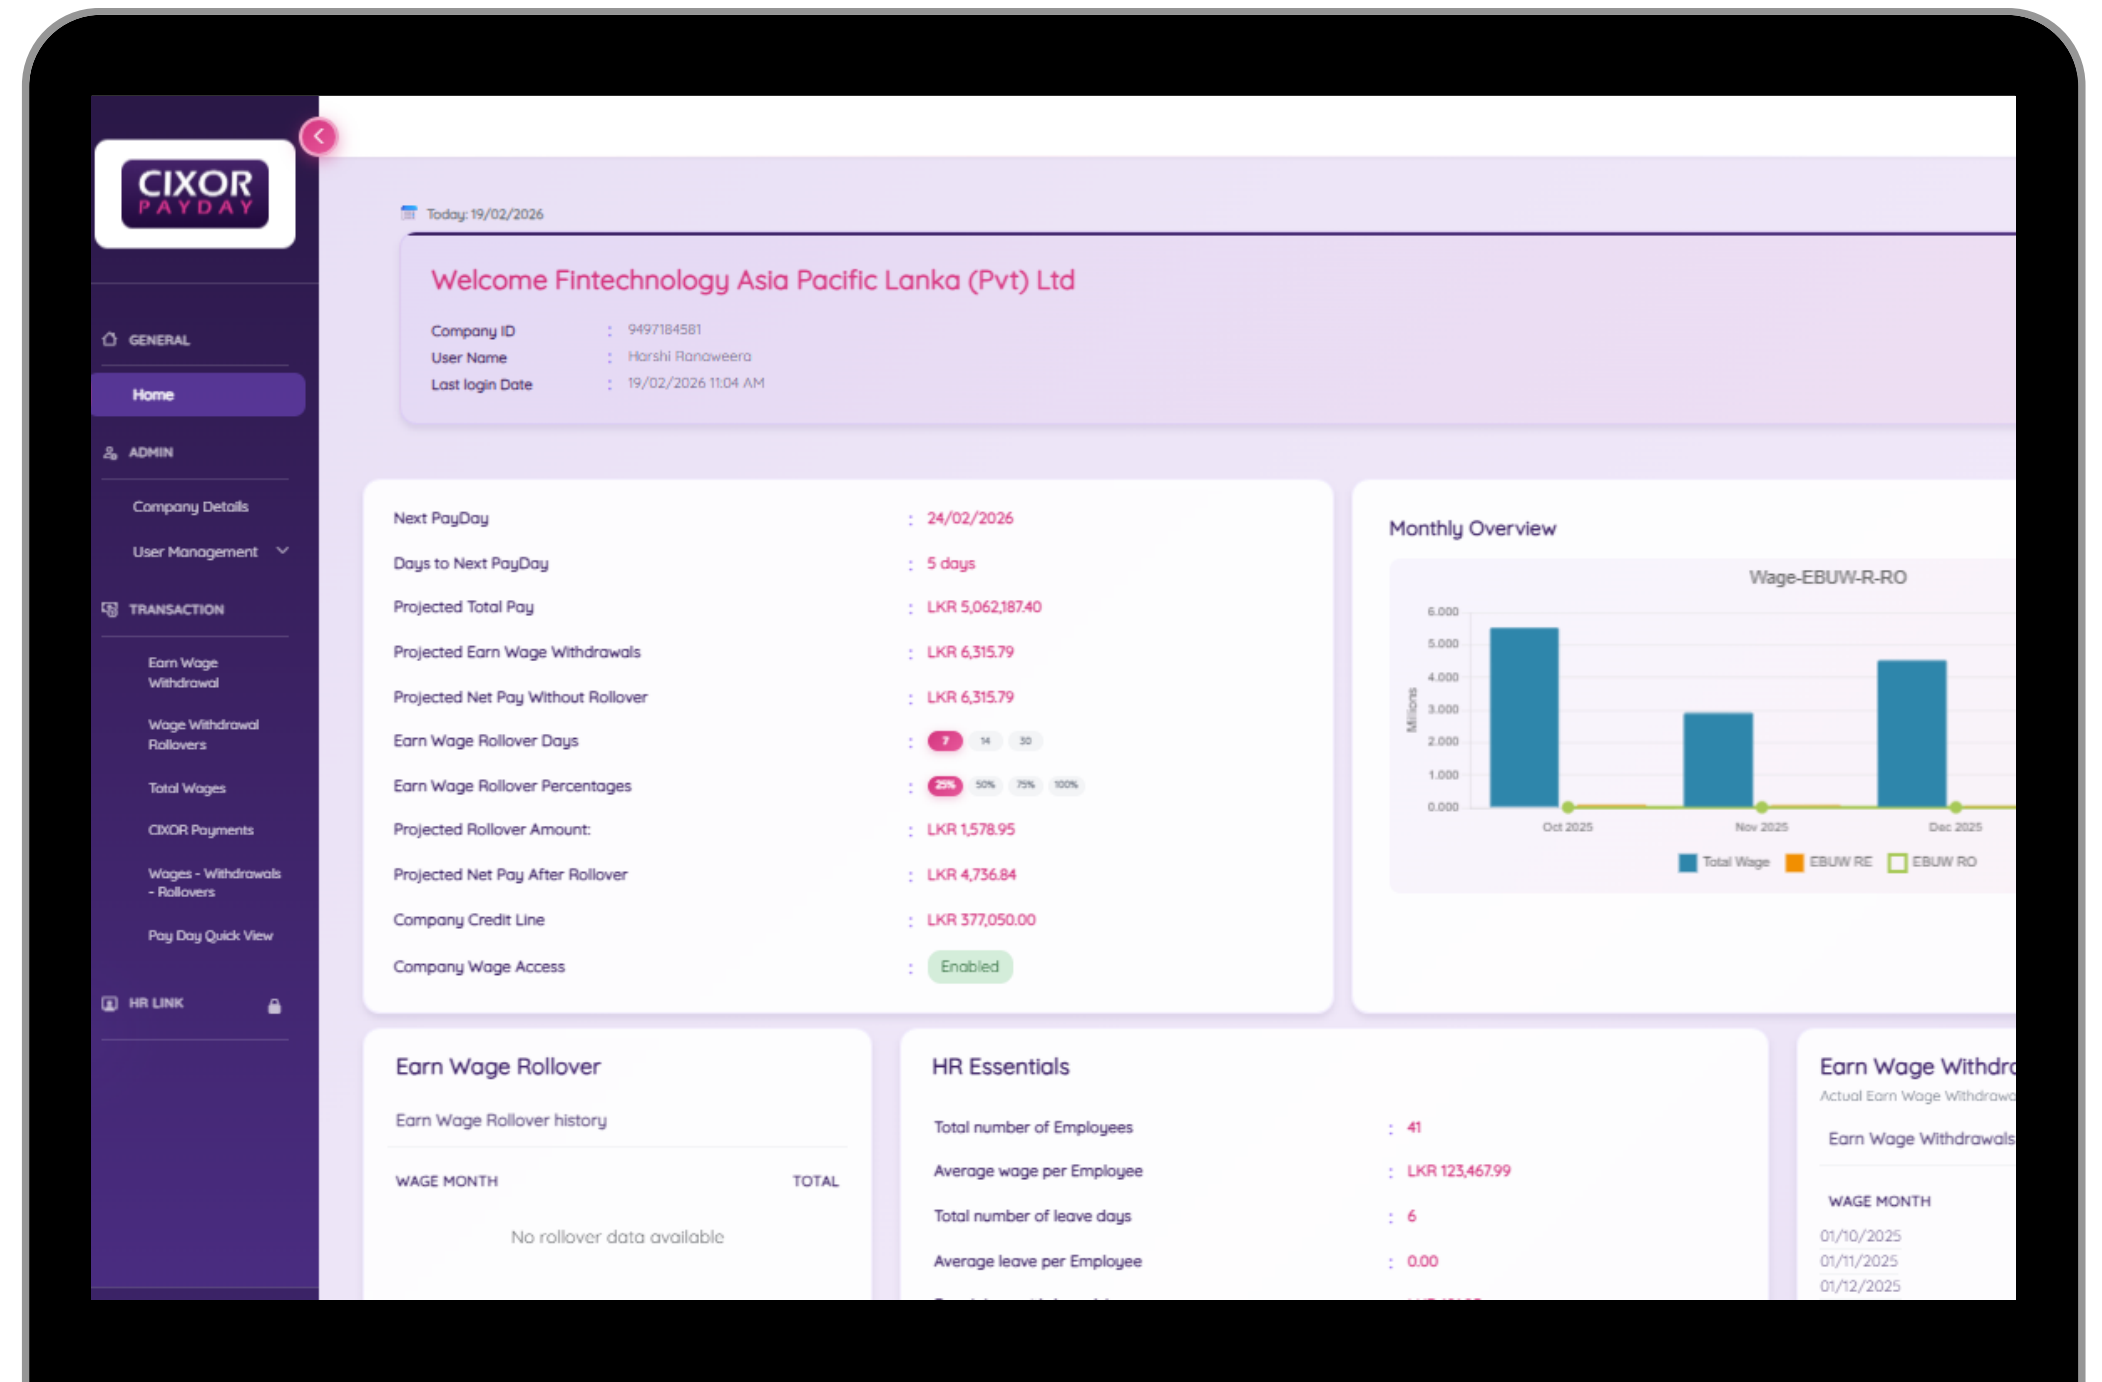 CIXOR
PAYDAY
GENERAL
Home
ADMIN
Company Details
User Management
TRANSACTION
Earn Wage
Withdrawal
Wage Withdrawal
Rollovers
Total Wages
CIXOR Payments
Wages - Withdrawals
- Rollovers
Pay Day Quick View
HR LINK
Today: 19/02/2026
Welcome Fintechnology Asia Pacific Lanka (Pvt) Ltd
Company ID : 9497184581
User Name : Harshi Ranaweera
Last login Date : 19/02/2026 11:04 AM
Next PayDay : 24/02/2026
Days to Next PayDay : 5 days
Projected Total Pay : LKR 5,062,187.40
Projected Earn Wage Withdrawals : LKR 6,315.79
Projected Net Pay Without Rollover : LKR 6,315.79
Earn Wage Rollover Days : 7 14 30
Earn Wage Rollover Percentages : 25% 50% 75% 100%
Projected Rollover Amount: : LKR 1,578.95
Projected Net Pay After Rollover : LKR 4,736.84
Company Credit Line : LKR 377,050.00
Company Wage Access : Enabled
Monthly Overview
Wage-EBUW-R-RO
Millions
6.000
5.000
4.000
3.000
2.000
1.000
0.000
Oct 2025 Nov 2025 Dec 2025
Total Wage EBUW RE EBUW RO
Earn Wage Rollover
Earn Wage Rollover history
WAGE MONTH TOTAL
No rollover data available
HR Essentials
Total number of Employees : 41
Average wage per Employee : LKR 123,467.99
Total number of leave days : 6
Average leave per Employee : 0.00
Earn Wage Withdra
Actual Earn Wage Withdrawa
Earn Wage Withdrawals
WAGE MONTH
01/10/2025
01/11/2025
01/12/2025